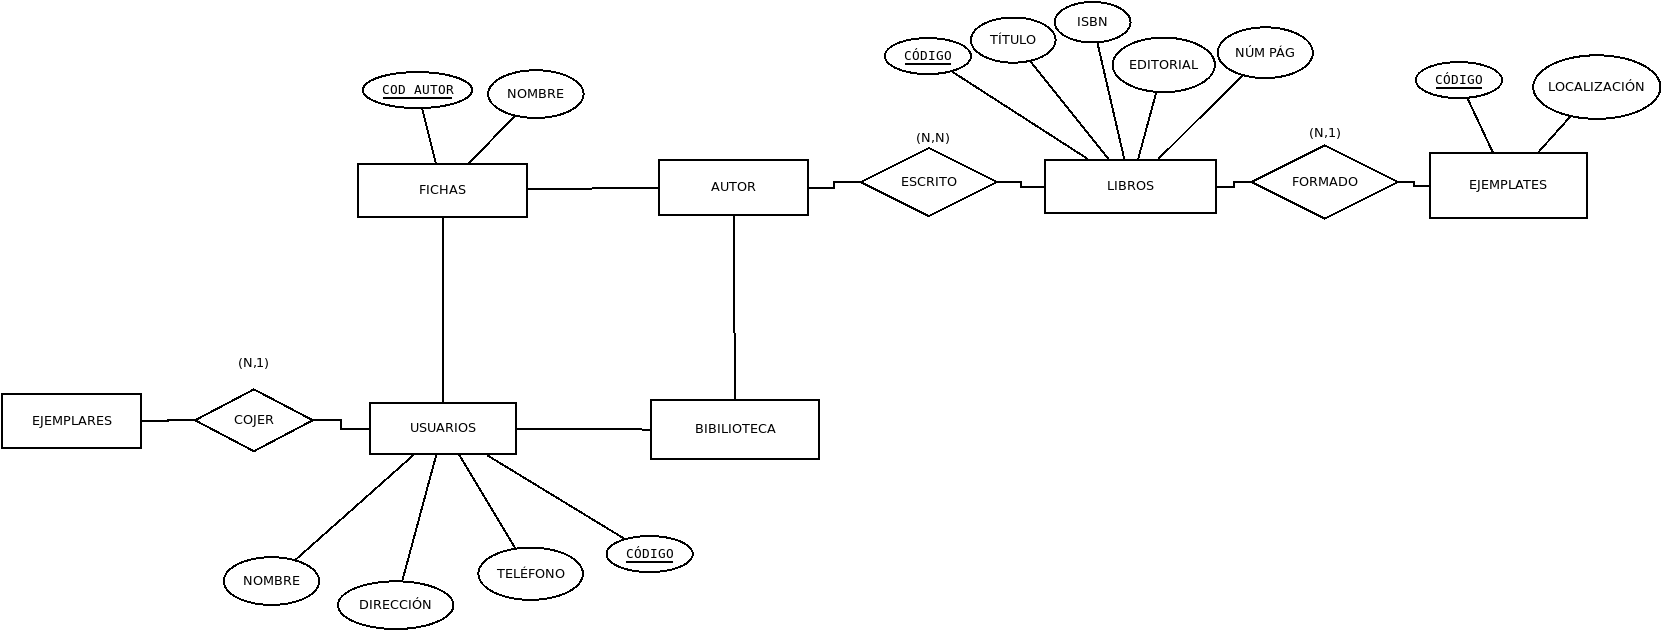 ISBN
TÍTULO
CÓDIGO
NÚM PÁG
EDITORIAL
CÓDIGO
LOCALIZACIÓN
COD AUTOR
NOMBRE
(N,N)
(N,1)
FICHAS
AUTOR
ESCRITO
LIBROS
FORMADO
EJEMPLATES
(N,1)
EJEMPLARES
COJER
USUARIOS
BIBILIOTECA
NOMBRE
DIRECCIÓN
TELÉFONO
CÓDIGO